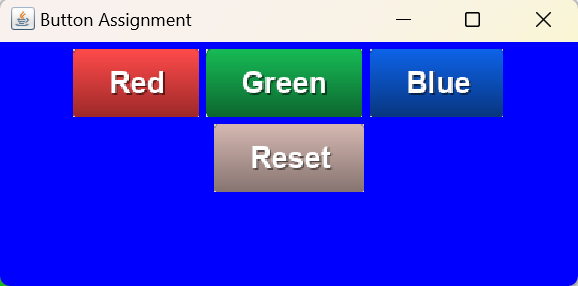 Button Assignment
Red Green Blue
Reset